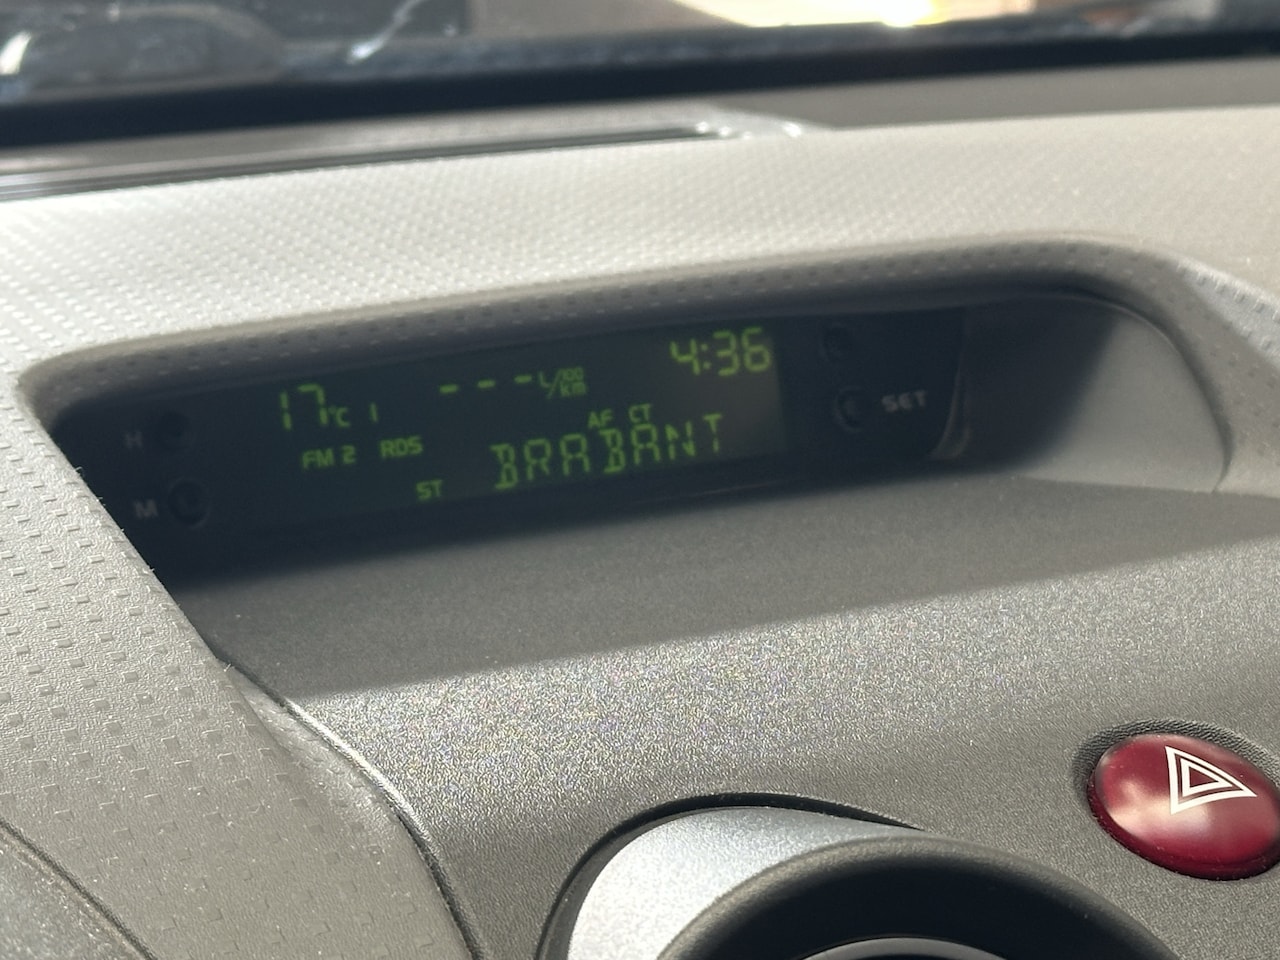 17°C 1 --- L/100 km 4:36
H
FM 2 RDS AF CT
SET
M
ST BRABANT